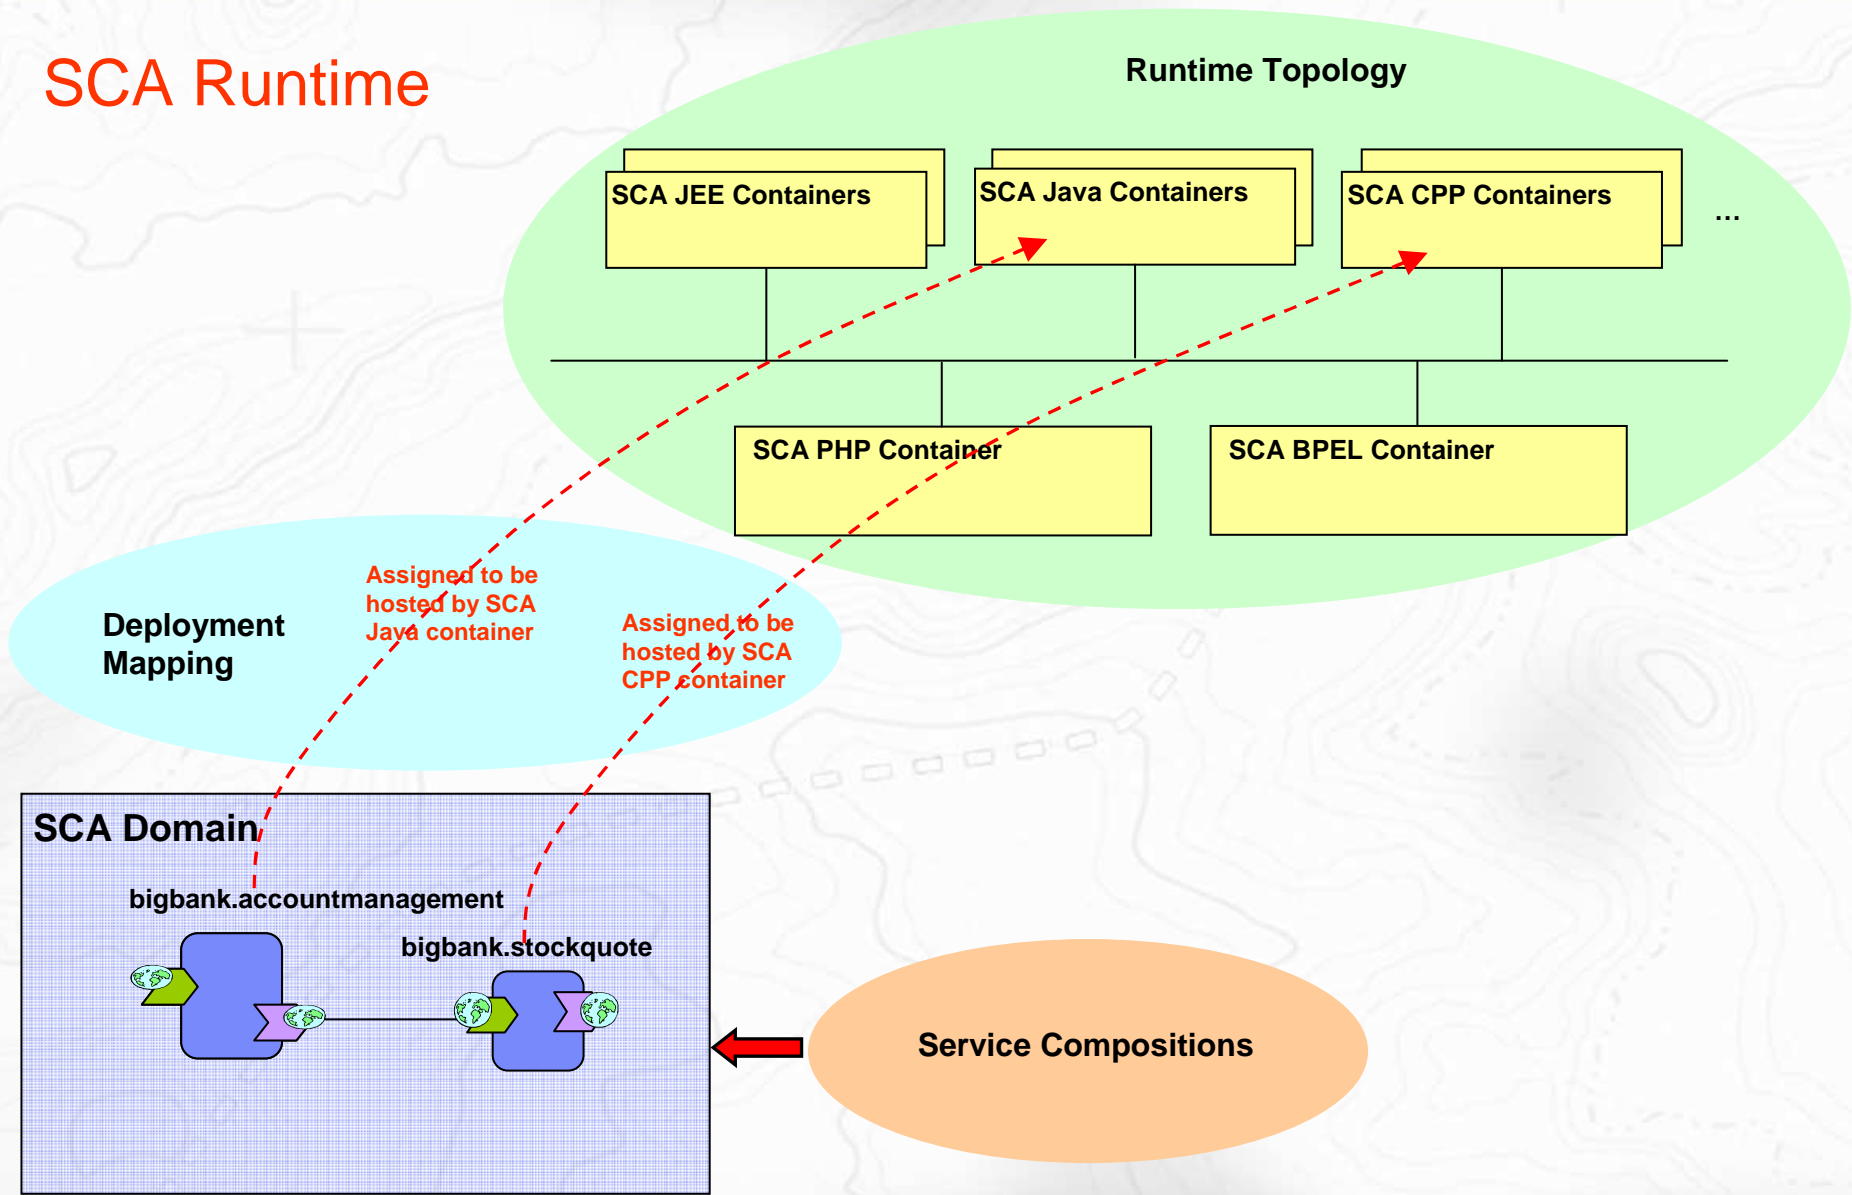 SCA Runtime
Runtime Topology
SCA JEE Containers
SCA Java Containers
SCA CPP Containers
...
SCA PHP Container
SCA BPEL Container
Deployment
Mapping
Assigned to be
hosted by SCA
Java container
Assigned to be
hosted by SCA
CPP container
SCA Domain
bigbank.accountmanagement
bigbank.stockquote
Service Compositions